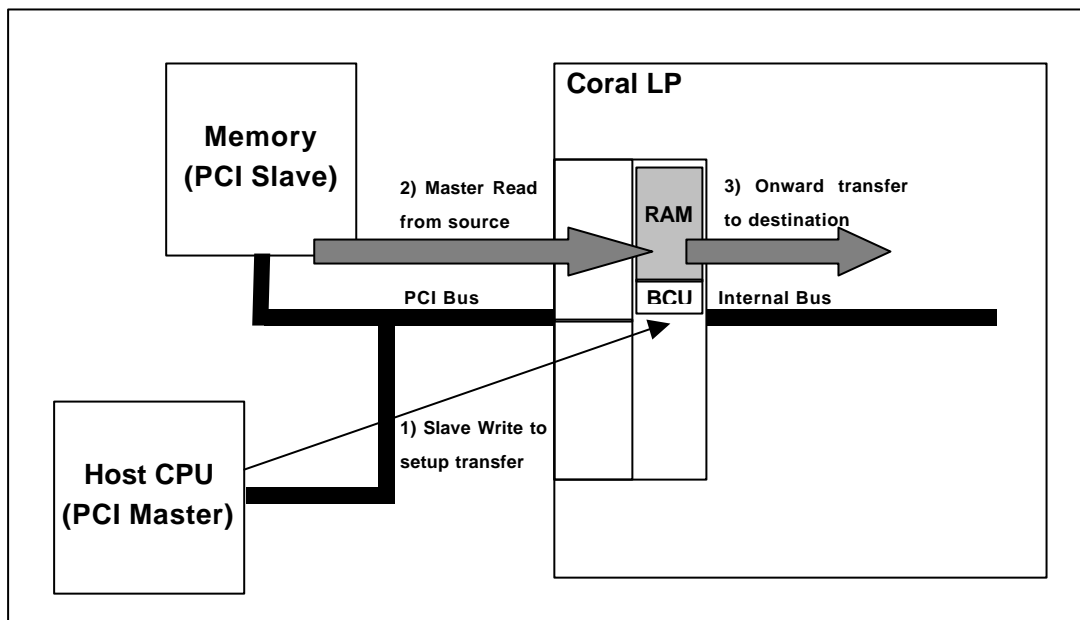 Coral LP
Memory
(PCI Slave)
2) Master Read
from source
RAM
3) Onward transfer
to destination
PCI Bus
BCU
Internal Bus
1) Slave Write to
setup transfer
Host CPU
(PCI Master)